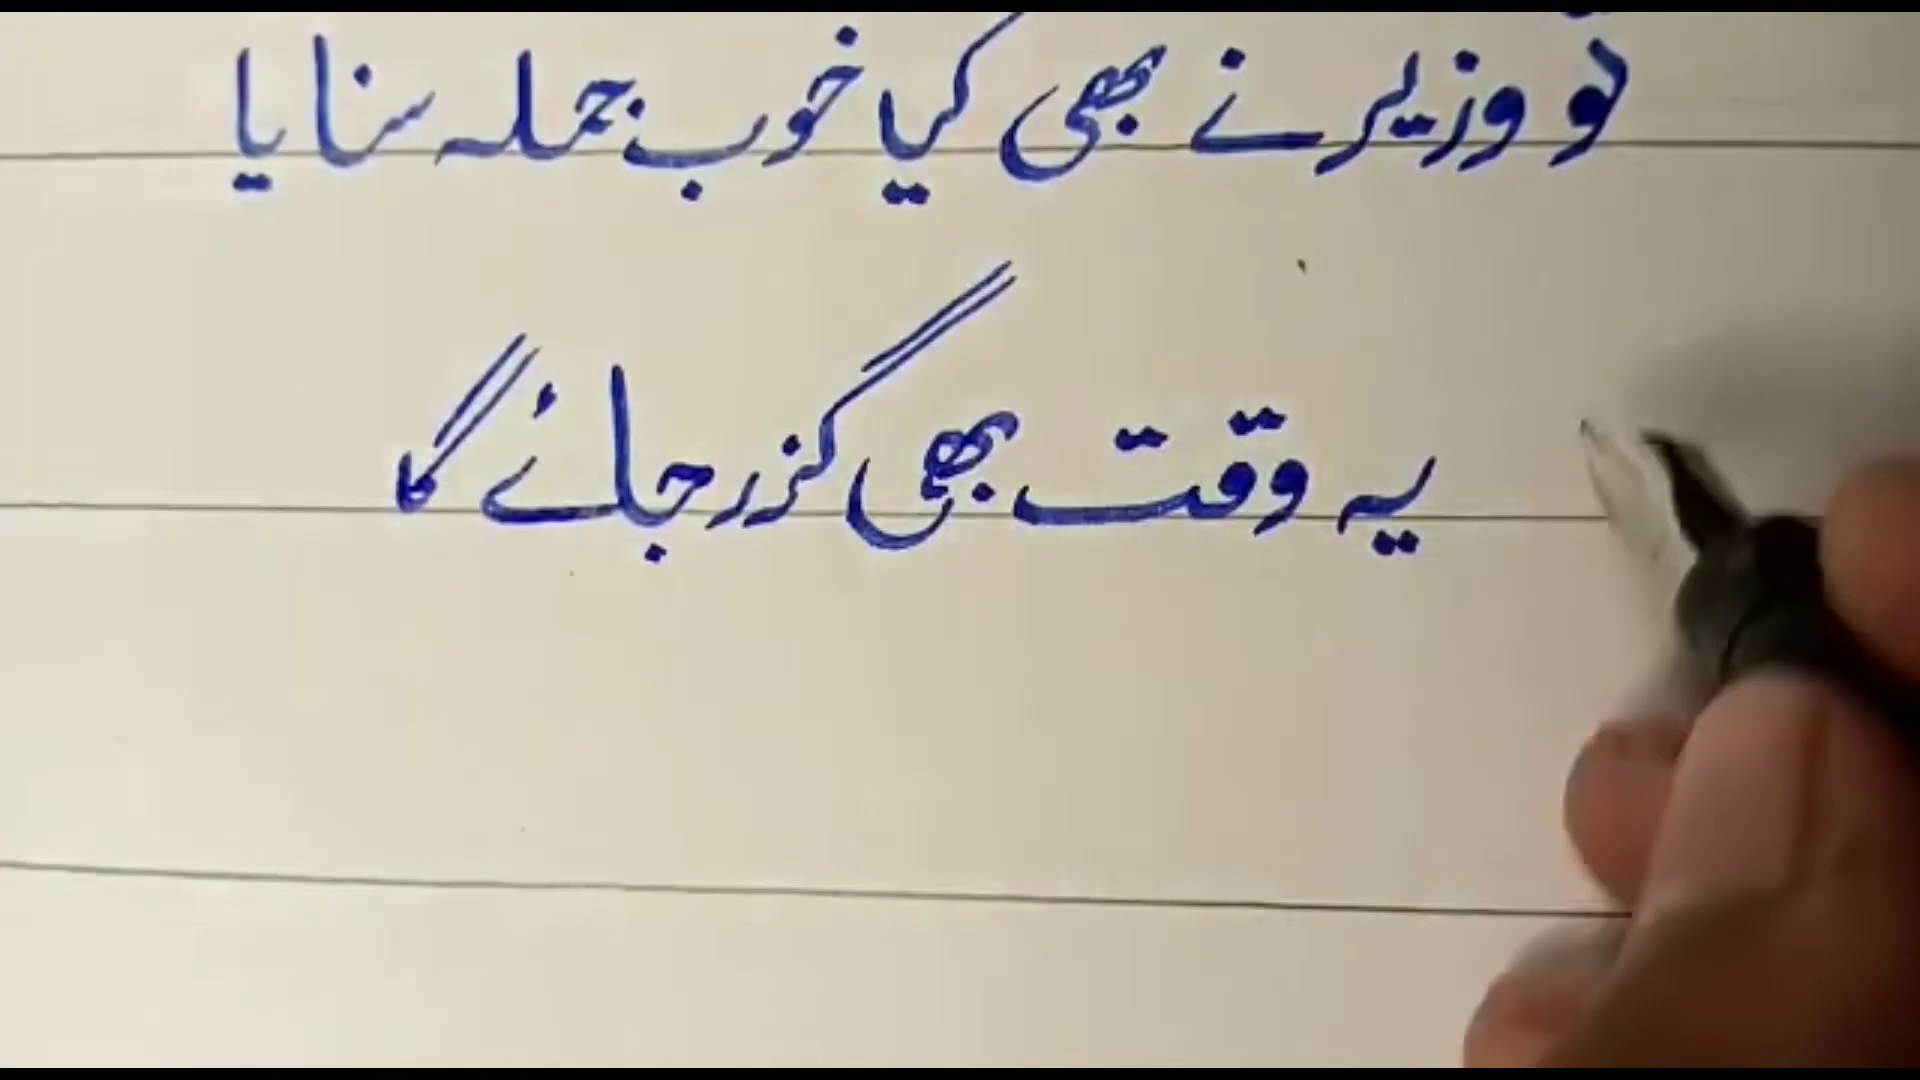 تو وزیر نے بھی کیا خوب جملہ سنایا
یہ وقت بھی گزر جائے گا